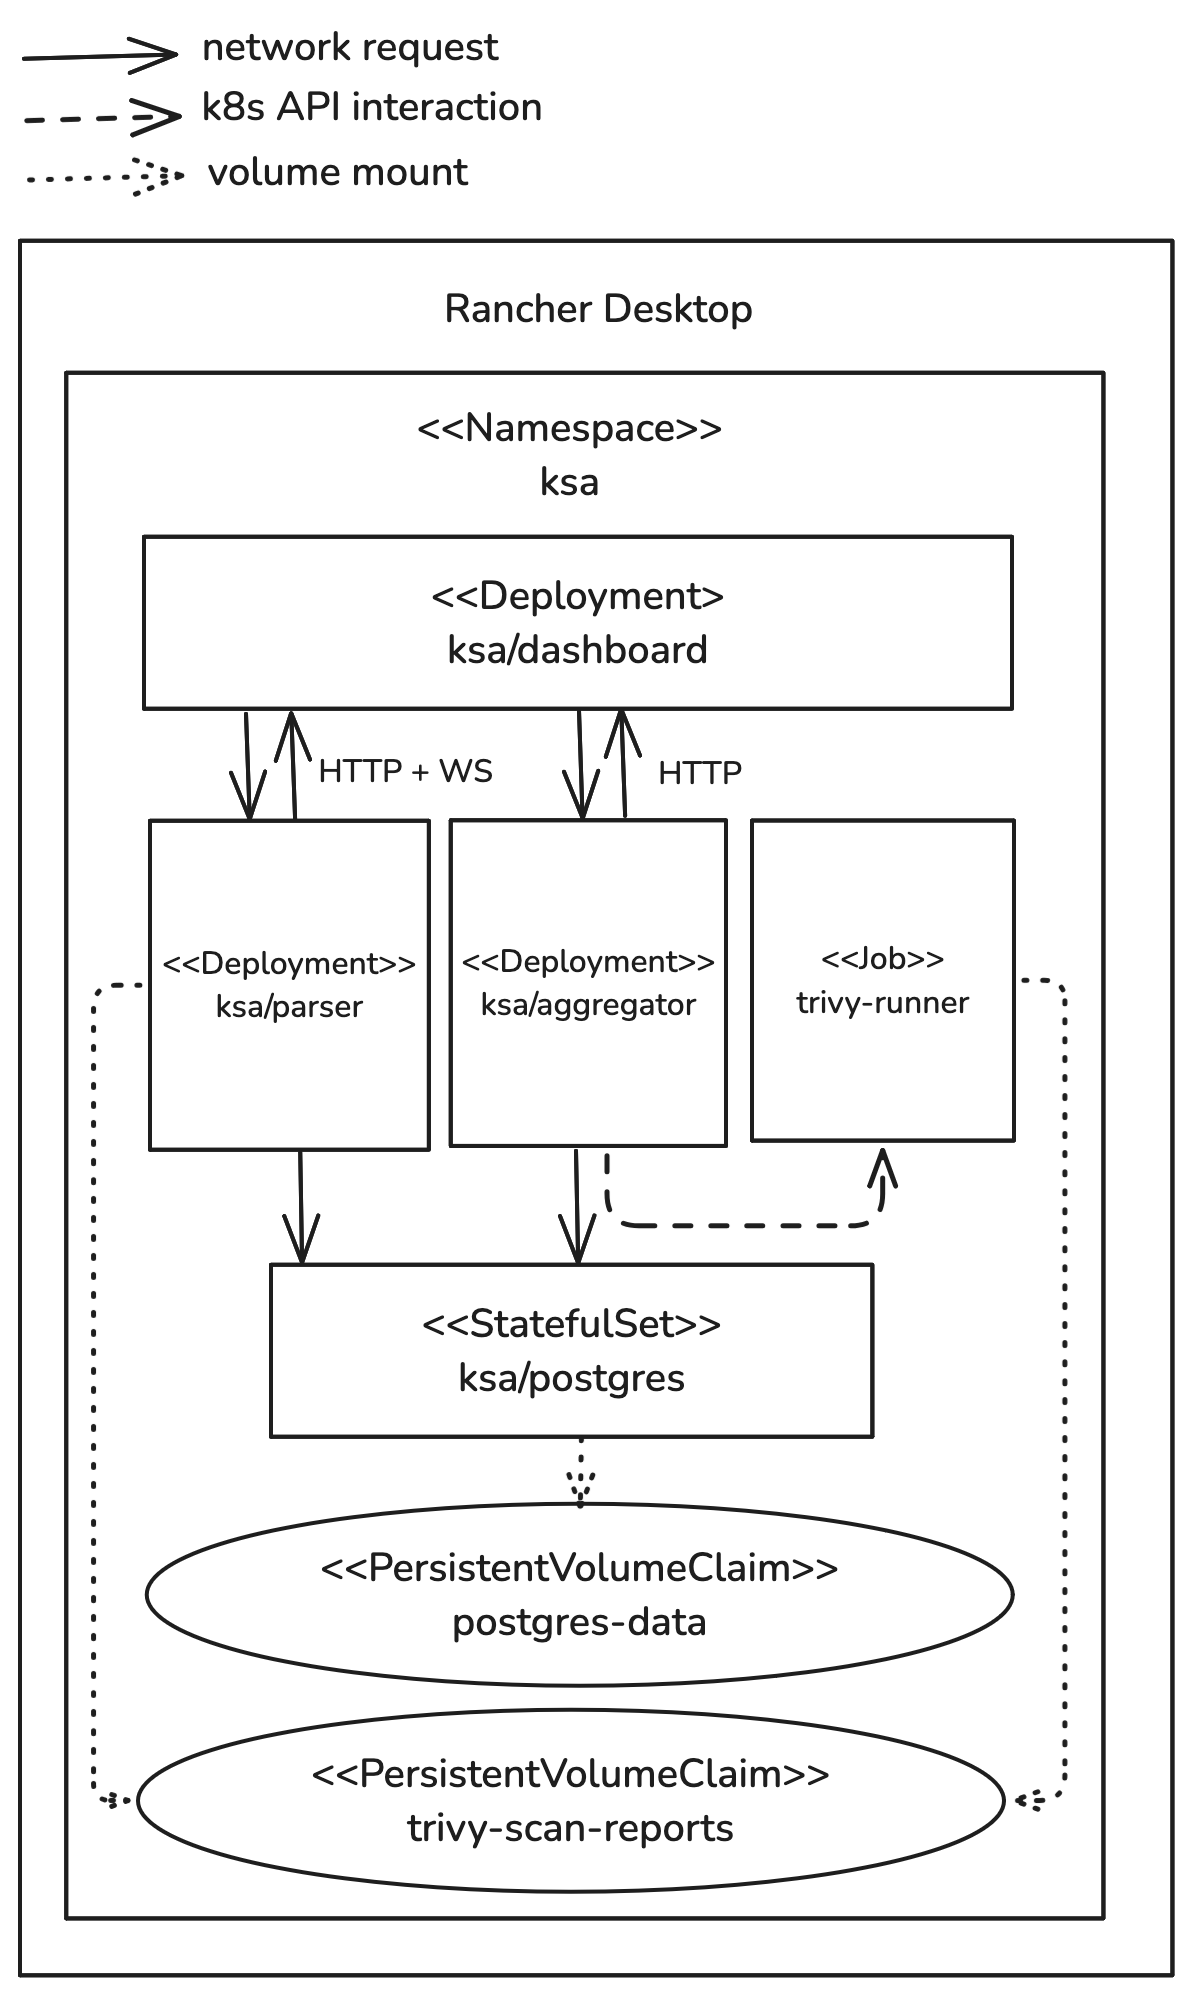 network request
k8s API interaction
volume mount
Rancher Desktop
<<Namespace>>
ksa
<<Deployment>
ksa/dashboard
HTTP + WS
HTTP
<<Deployment>>
ksa/parser
<<Deployment>>
ksa/aggregator
<<Job>>
trivy-runner
<<StatefulSet>>
ksa/postgres
<<PersistentVolumeClaim>>
postgres-data
<<PersistentVolumeClaim>>
trivy-scan-reports